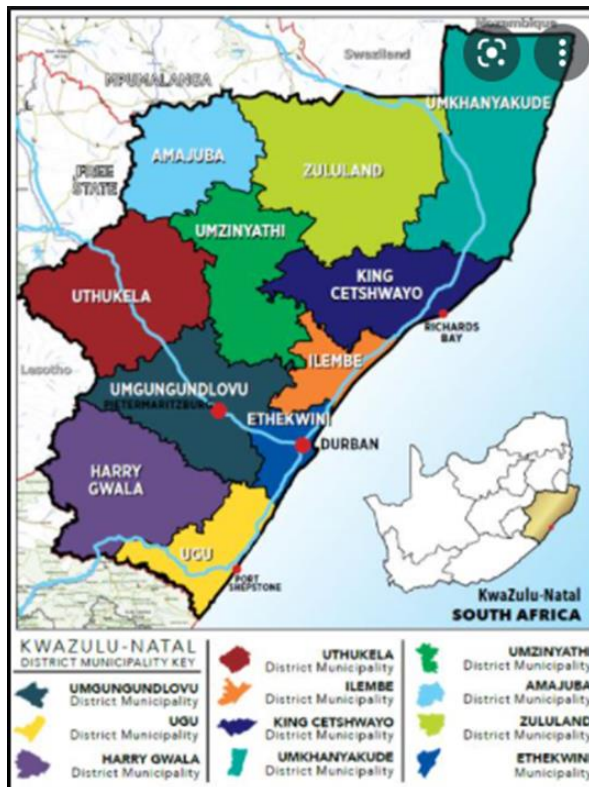 Mozambique
Swaziland
MPUMALANGA
UMKHANYAKUDE
AMAJUBA
ZULULAND
FREE
STATE
UMZINYATHI
KING
CETSHWAYO
UTHUKELA
RICHARDS
BAY
ILEMBE
Lesotho
UMGUNGUNDLOVU
PIETERMARITZBURG
ETHEKWINI
DURBAN
HARRY
GWALA
UGU
PORT
SHEPSTONE
KwaZulu-Natal
SOUTH AFRICA
KWAZULU-NATAL
DISTRICT MUNICIPALITY KEY
UMGUNGUNDLOVU
District Municipality
UGU
District Municipality
HARRY GWALA
District Municipality
UTHUKELA
District Municipality
ILEMBE
District Municipality
KING CETSHWAYO
District Municipality
UMKHANYAKUDE
District Municipality
UMZINYATHI
District Municipality
AMAJUBA
District Municipality
ZULULAND
District Municipality
ETHEKWINI
Municipality